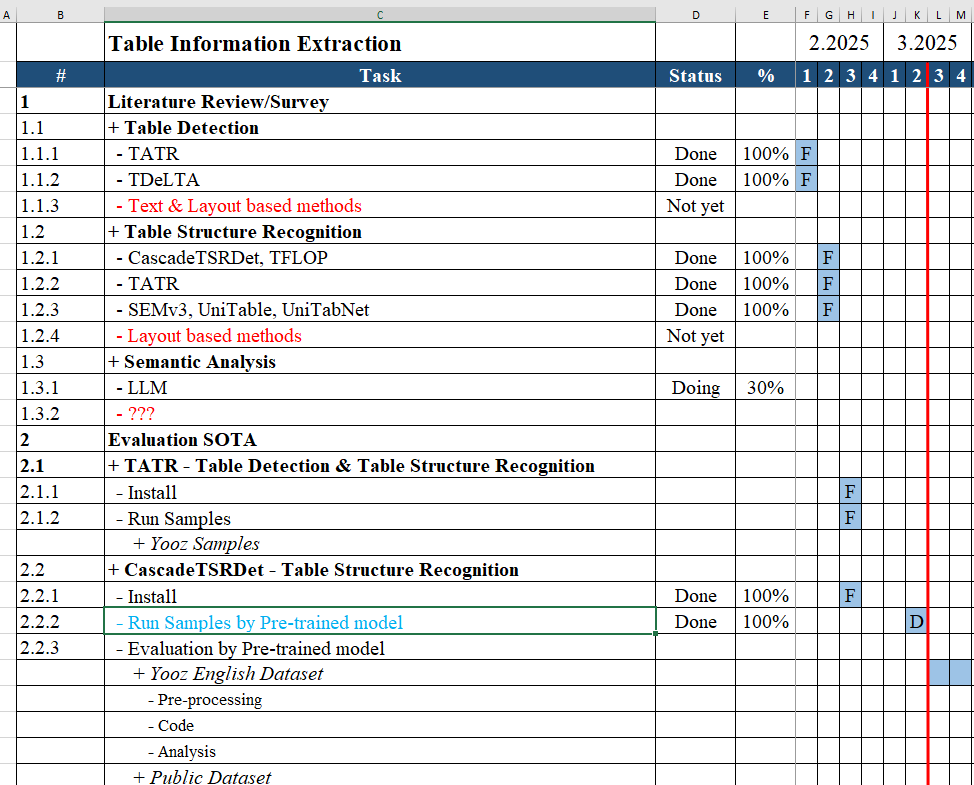 A B C D E F G H I J K L M
Table Information Extraction 2.2025 3.2025
# Task Status % 1 2 3 4 1 2 3 4
1 Literature Review/Survey
1.1 + Table Detection
1.1.1 - TATR Done 100% F
1.1.2 - TDeLTA Done 100% F
1.1.3 - Text & Layout based methods Not yet
1.2 + Table Structure Recognition
1.2.1 - CascadeTSRDet, TFLOP Done 100% F
1.2.2 - TATR Done 100% F
1.2.3 - SEMv3, UniTable, UniTabNet Done 100% F
1.2.4 - Layout based methods Not yet
1.3 + Semantic Analysis
1.3.1 - LLM Doing 30%
1.3.2 - ???
2 Evaluation SOTA
2.1 + TATR - Table Detection & Table Structure Recognition
2.1.1 - Install F
2.1.2 - Run Samples F
+ Yooz Samples
2.2 + CascadeTSRDet - Table Structure Recognition
2.2.1 - Install Done 100% F
2.2.2 - Run Samples by Pre-trained model Done 100% D
2.2.3 - Evaluation by Pre-trained model
+ Yooz English Dataset
- Pre-processing
- Code
- Analysis
+ Public Dataset